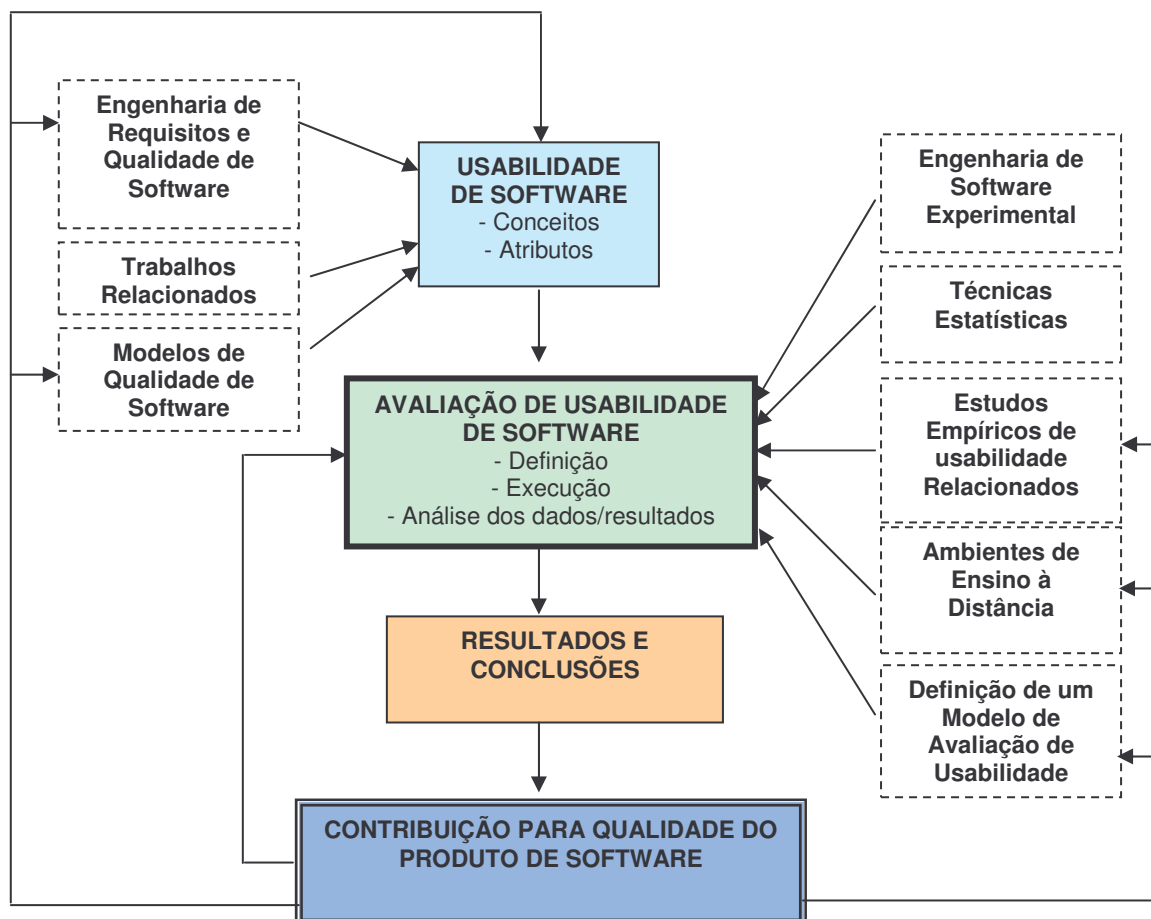 Engenharia de
Requisitos e
Qualidade de
Software
Trabalhos
Relacionados
Modelos de
Qualidade de
Software
USABILIDADE
DE SOFTWARE
- Conceitos
- Atributos
AVALIAÇÃO DE USABILIDADE
DE SOFTWARE
- Definição
- Execução
- Análise dos dados/resultados
RESULTADOS E
CONCLUSÕES
CONTRIBUIÇÃO PARA QUALIDADE DO
PRODUTO DE SOFTWARE
Engenharia de
Software
Experimental
Técnicas
Estatísticas
Estudos
Empíricos de
usabilidade
Relacionados
Ambientes de
Ensino à
Distância
Definição de um
Modelo de
Avaliação de
Usabilidade